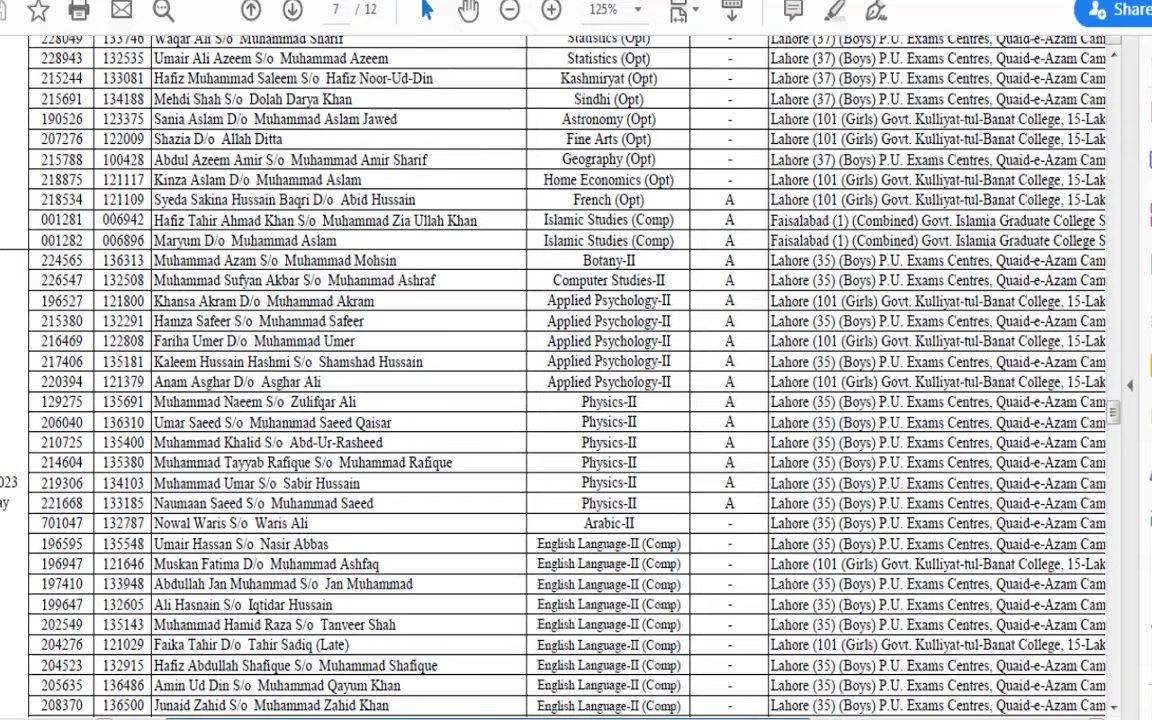 7 / 12 125% Share
228049 133746 Waqar Ali S/o Muhammad Sharif Statistics (Opt) - Lahore (37) (Boys) P.U. Exams Centres, Quaid-e-Azam Cam
228943 132535 Umair Ali Azeem S/o Muhammad Azeem Statistics (Opt) - Lahore (37) (Boys) P.U. Exams Centres, Quaid-e-Azam Cam
215244 133081 Hafiz Muhammad Saleem S/o Hafiz Noor-Ud-Din Kashmiryat (Opt) - Lahore (37) (Boys) P.U. Exams Centres, Quaid-e-Azam Cam
215691 134188 Mehdi Shah S/o Dolah Darya Khan Sindhi (Opt) - Lahore (37) (Boys) P.U. Exams Centres, Quaid-e-Azam Cam
190526 123375 Sania Aslam D/o Muhammad Aslam Jawed Astronomy (Opt) - Lahore (101 (Girls) Govt. Kulliyat-tul-Banat College, 15-Lak
207276 122009 Shazia D/o Allah Ditta Fine Arts (Opt) - Lahore (101 (Girls) Govt. Kulliyat-tul-Banat College, 15-Lak
215788 100428 Abdul Azeem Amir S/o Muhammad Amir Sharif Geography (Opt) - Lahore (37) (Boys) P.U. Exams Centres, Quaid-e-Azam Cam
218875 121117 Kinza Aslam D/o Muhammad Aslam Home Economics (Opt) - Lahore (101 (Girls) Govt. Kulliyat-tul-Banat College, 15-Lak
218534 121109 Syeda Sakina Hussain Baqri D/o Abid Hussain French (Opt) A Lahore (101 (Girls) Govt. Kulliyat-tul-Banat College, 15-Lak
001281 006942 Hafiz Tahir Ahmad Khan S/o Muhammad Zia Ullah Khan Islamic Studies (Comp) A Faisalabad (1) (Combined) Govt. Islamia Graduate College S
001282 006896 Maryum D/o Muhammad Aslam Islamic Studies (Comp) A Faisalabad (1) (Combined) Govt. Islamia Graduate College S
224565 136313 Muhammad Azam S/o Muhammad Mohsin Botany-II A Lahore (35) (Boys) P.U. Exams Centres, Quaid-e-Azam Cam
226547 132508 Muhammad Sufyan Akbar S/o Muhammad Ashraf Computer Studies-II A Lahore (35) (Boys) P.U. Exams Centres, Quaid-e-Azam Cam
196527 121800 Khansa Akram D/o Muhammad Akram Applied Psychology-II A Lahore (101 (Girls) Govt. Kulliyat-tul-Banat College, 15-Lak
215380 132291 Hamza Safeer S/o Muhammad Safeer Applied Psychology-II A Lahore (35) (Boys) P.U. Exams Centres, Quaid-e-Azam Cam
216469 122808 Fariha Umer D/o Muhammad Umer Applied Psychology-II A Lahore (101 (Girls) Govt. Kulliyat-tul-Banat College, 15-Lak
217406 135181 Kaleem Hussain Hashmi S/o Shamshad Hussain Applied Psychology-II A Lahore (35) (Boys) P.U. Exams Centres, Quaid-e-Azam Cam
220394 121379 Anam Asghar D/o Asghar Ali Applied Psychology-II A Lahore (101 (Girls) Govt. Kulliyat-tul-Banat College, 15-Lak
129275 135691 Muhammad Naeem S/o Zulifqar Ali Physics-II A Lahore (35) (Boys) P.U. Exams Centres, Quaid-e-Azam Cam
206040 136310 Umar Saeed S/o Muhammad Saeed Qaisar Physics-II A Lahore (35) (Boys) P.U. Exams Centres, Quaid-e-Azam Cam
210725 135400 Muhammad Khalid S/o Abd-Ur-Rasheed Physics-II A Lahore (35) (Boys) P.U. Exams Centres, Quaid-e-Azam Cam
214604 135380 Muhammad Tayyab Rafique S/o Muhammad Rafique Physics-II A Lahore (35) (Boys) P.U. Exams Centres, Quaid-e-Azam Cam
023 219306 134103 Muhammad Umar S/o Sabir Hussain Physics-II A Lahore (35) (Boys) P.U. Exams Centres, Quaid-e-Azam Cam
ay 221668 133185 Naumaan Saeed S/o Muhammad Saeed Physics-II A Lahore (35) (Boys) P.U. Exams Centres, Quaid-e-Azam Cam
701047 132787 Nowal Waris S/o Waris Ali Arabic-II - Lahore (35) (Boys) P.U. Exams Centres, Quaid-e-Azam Cam
196595 135548 Umair Hassan S/o Nasir Abbas English Language-II (Comp) - Lahore (35) (Boys) P.U. Exams Centres, Quaid-e-Azam Cam
196947 121646 Muskan Fatima D/o Muhammad Ashfaq English Language-II (Comp) - Lahore (101 (Girls) Govt. Kulliyat-tul-Banat College, 15-Lak
197410 133948 Abdullah Jan Muhammad S/o Jan Muhammad English Language-II (Comp) - Lahore (35) (Boys) P.U. Exams Centres, Quaid-e-Azam Cam
199647 132605 Ali Hasnain S/o Iqtidar Hussain English Language-II (Comp) - Lahore (35) (Boys) P.U. Exams Centres, Quaid-e-Azam Cam
202549 135143 Muhammad Hamid Raza S/o Tanveer Shah English Language-II (Comp) - Lahore (35) (Boys) P.U. Exams Centres, Quaid-e-Azam Cam
204276 121029 Faika Tahir D/o Tahir Sadiq (Late) English Language-II (Comp) - Lahore (101 (Girls) Govt. Kulliyat-tul-Banat College, 15-Lak
204523 132915 Hafiz Abdullah Shafique S/o Muhammad Shafique English Language-II (Comp) - Lahore (35) (Boys) P.U. Exams Centres, Quaid-e-Azam Cam
205635 136486 Amin Ud Din S/o Muhammad Qayum Khan English Language-II (Comp) - Lahore (35) (Boys) P.U. Exams Centres, Quaid-e-Azam Cam
208370 136500 Junaid Zahid S/o Muhammad Zahid Khan English Language-II (Comp) - Lahore (35) (Boys) P.U. Exams Centres, Quaid-e-Azam Cam